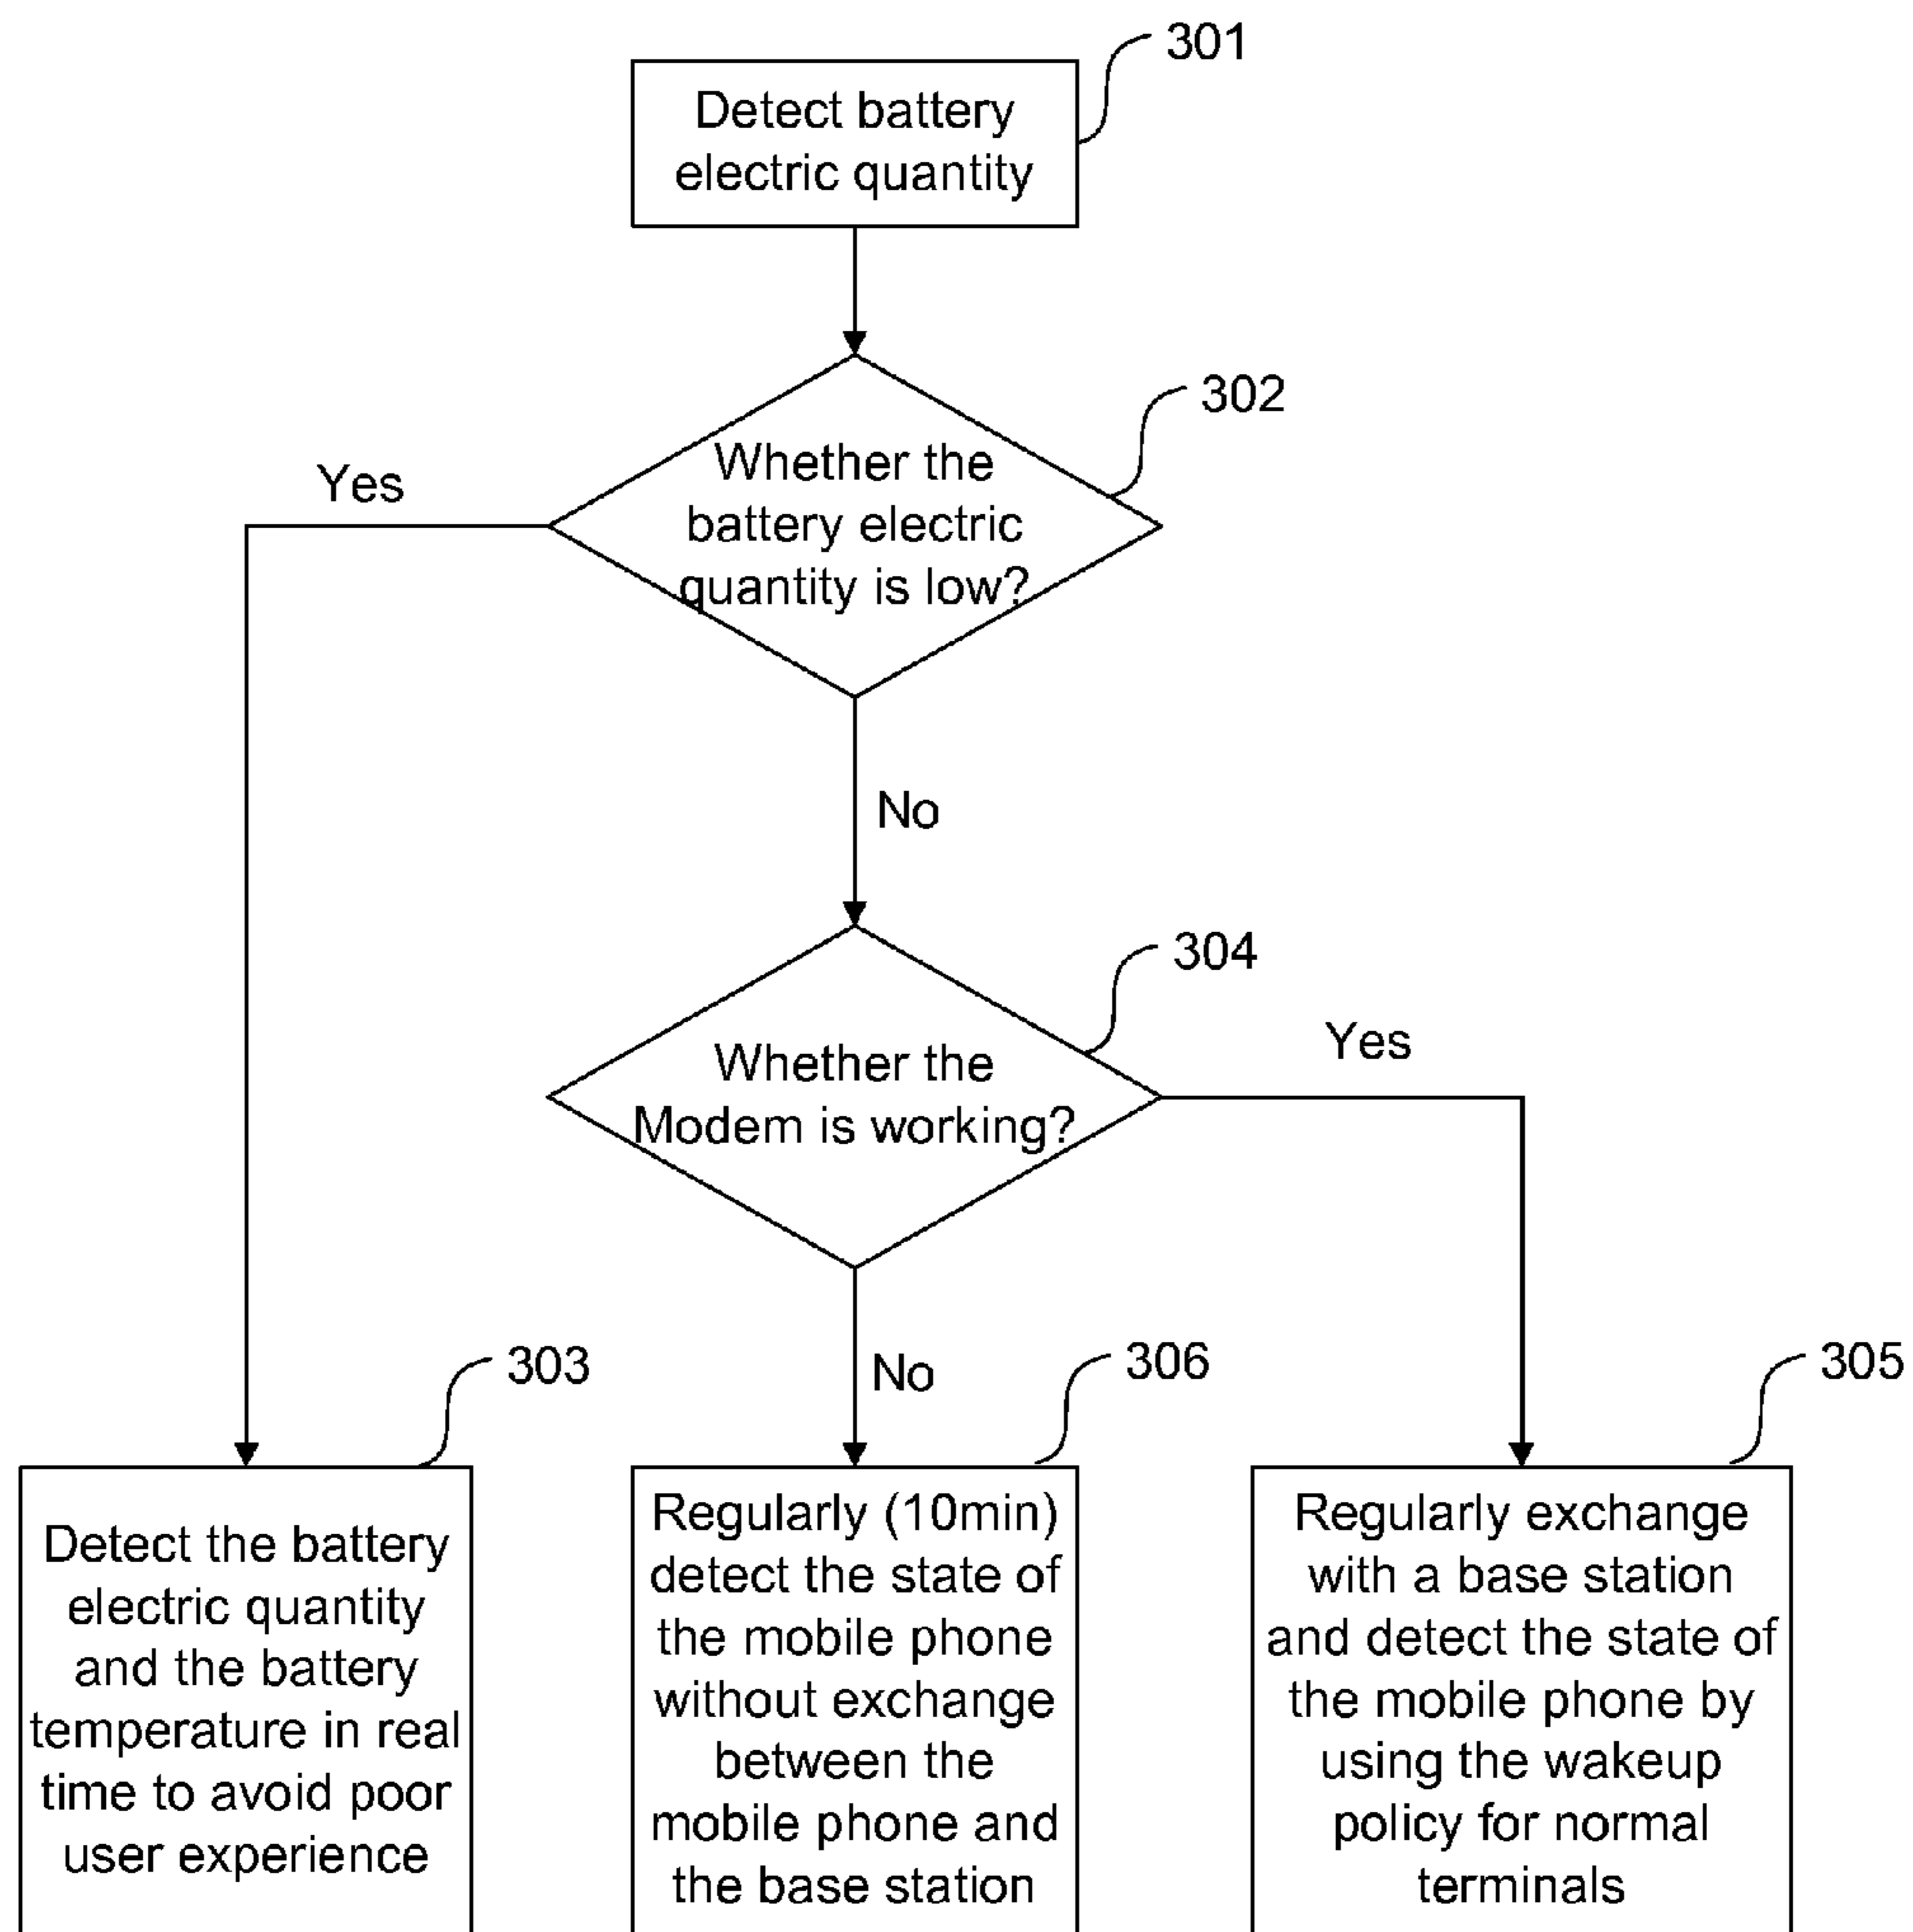 301
Detect battery
electric quantity
302
Whether the
battery electric
quantity is low?
Yes
No
304
Whether the
Modem is working?
Yes
No
303
Detect the battery
electric quantity
and the battery
temperature in real
time to avoid poor
user experience
306
Regularly (10min)
detect the state of
the mobile phone
without exchange
between the
mobile phone and
the base station
305
Regularly exchange
with a base station
and detect the state of
the mobile phone by
using the wakeup
policy for normal
terminals